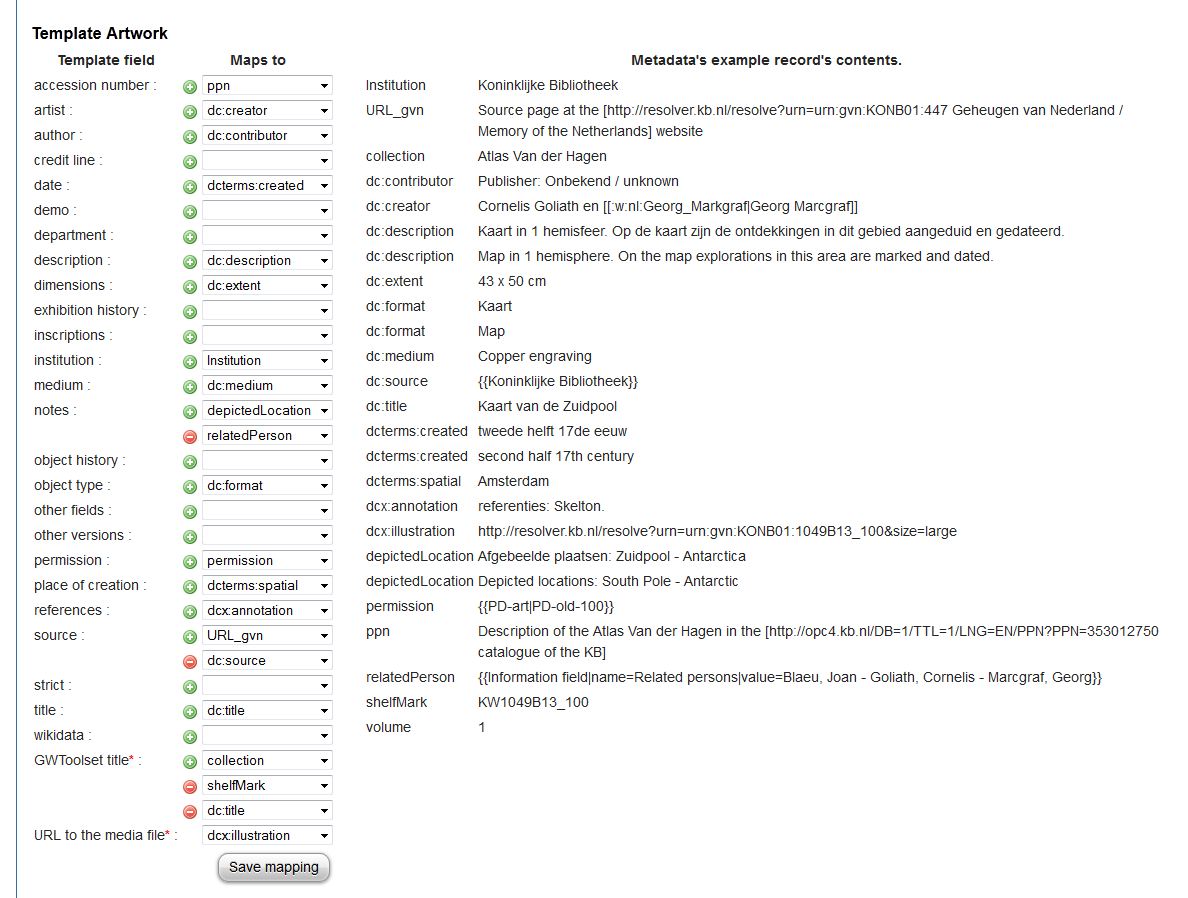 Template Artwork
Template field Maps to Metadata's example record's contents.
accession number : ppn Institution Koninklijke Bibliotheek
artist : dc:creator URL_gvn Source page at the [http://resolver.kb.nl/resolve?urn=urn:gvn:KONB01:447 Geheugen van Nederland /
author : dc:contributor Memory of the Netherlands] website
credit line : collection Atlas Van der Hagen
date : dcterms:created dc:contributor Publisher: Onbekend / unknown
demo : dc:creator Cornelis Goliath en [[:w:nl:Georg_Markgraf|Georg Marcgraf]]
department : dc:description Kaart in 1 hemisfeer. Op de kaart zijn de ontdekkingen in dit gebied aangeduid en gedateerd.
description : dc:description dc:description Map in 1 hemisphere. On the map explorations in this area are marked and dated.
dimensions : dc:extent dc:extent 43 x 50 cm
exhibition history : dc:format Kaart
inscriptions : dc:format Map
institution : Institution dc:medium Copper engraving
medium : dc:medium dc:source {{Koninklijke Bibliotheek}}
notes : depictedLocation dc:title Kaart van de Zuidpool
relatedPerson dcterms:created tweede helft 17de eeuw
object history : dcterms:created second half 17th century
object type : dc:format dcterms:spatial Amsterdam
other fields : dcx:annotation referenties: Skelton.
other versions : dcx:illustration http://resolver.kb.nl/resolve?urn=urn:gvn:KONB01:1049B13_100&size=large
permission : permission depictedLocation Afgebeelde plaatsen: Zuidpool - Antarctica
place of creation : dcterms:spatial depictedLocation Depicted locations: South Pole - Antarctic
references : dcx:annotation permission {{PD-art|PD-old-100}}
source : URL_gvn ppn Description of the Atlas Van der Hagen in the [http://opc4.kb.nl/DB=1/TTL=1/LNG=EN/PPN?PPN=353012750
dc:source catalogue of the KB]
strict : relatedPerson {{Information field|name=Related persons|value=Blaeu, Joan - Goliath, Cornelis - Marcgraf, Georg}}
title : dc:title shelfMark KW1049B13_100
wikidata : volume 1
GWToolset title* : collection
shelfMark
dc:title
URL to the media file* : dcx:illustration
Save mapping